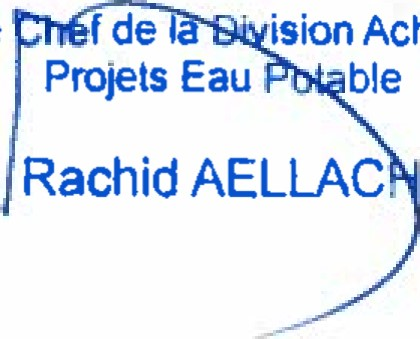 Chef de la Division Ach
Projets Eau Potable
Rachid AELLACH